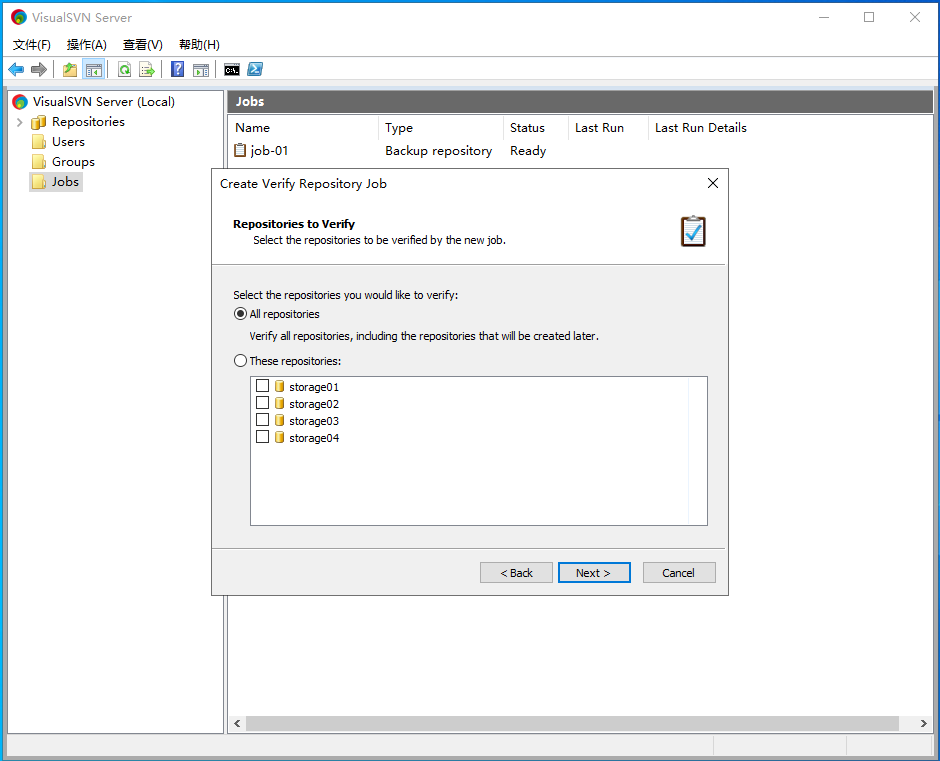 VisualSVN Server
文件(F) 操作(A) 查看(V) 帮助(H)
VisualSVN Server (Local)
Repositories
Users
Groups
Jobs
Jobs
Name Type Status Last Run Last Run Details
job-01 Backup repository Ready
Create Verify Repository Job
Repositories to Verify
Select the repositories to be verified by the new job.
Select the repositories you would like to verify:
All repositories
Verify all repositories, including the repositories that will be created later.
These repositories:
storage01
storage02
storage03
storage04
< Back Next > Cancel